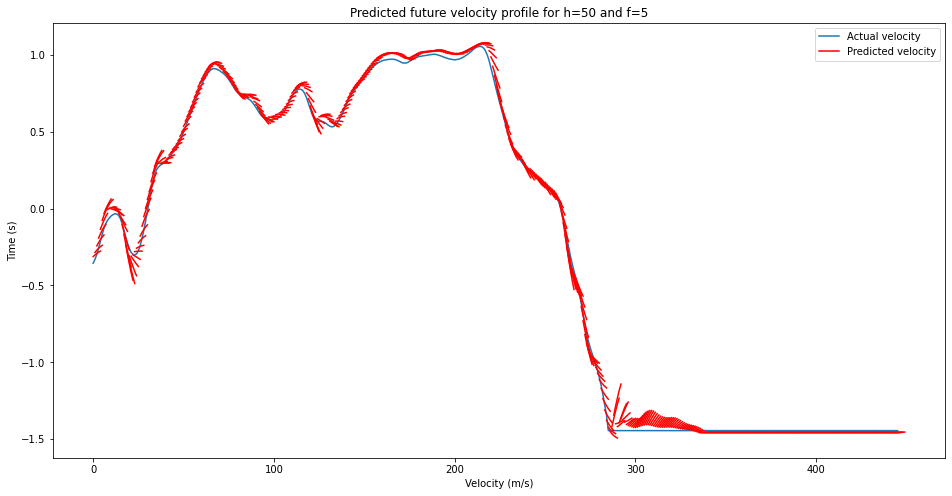 Predicted future velocity profile for h=50 and f=5
Actual velocity
Predicted velocity
1.0
0.5
0.0
−0.5
−1.0
−1.5
Time (s)
0
100
200
300
400
Velocity (m/s)